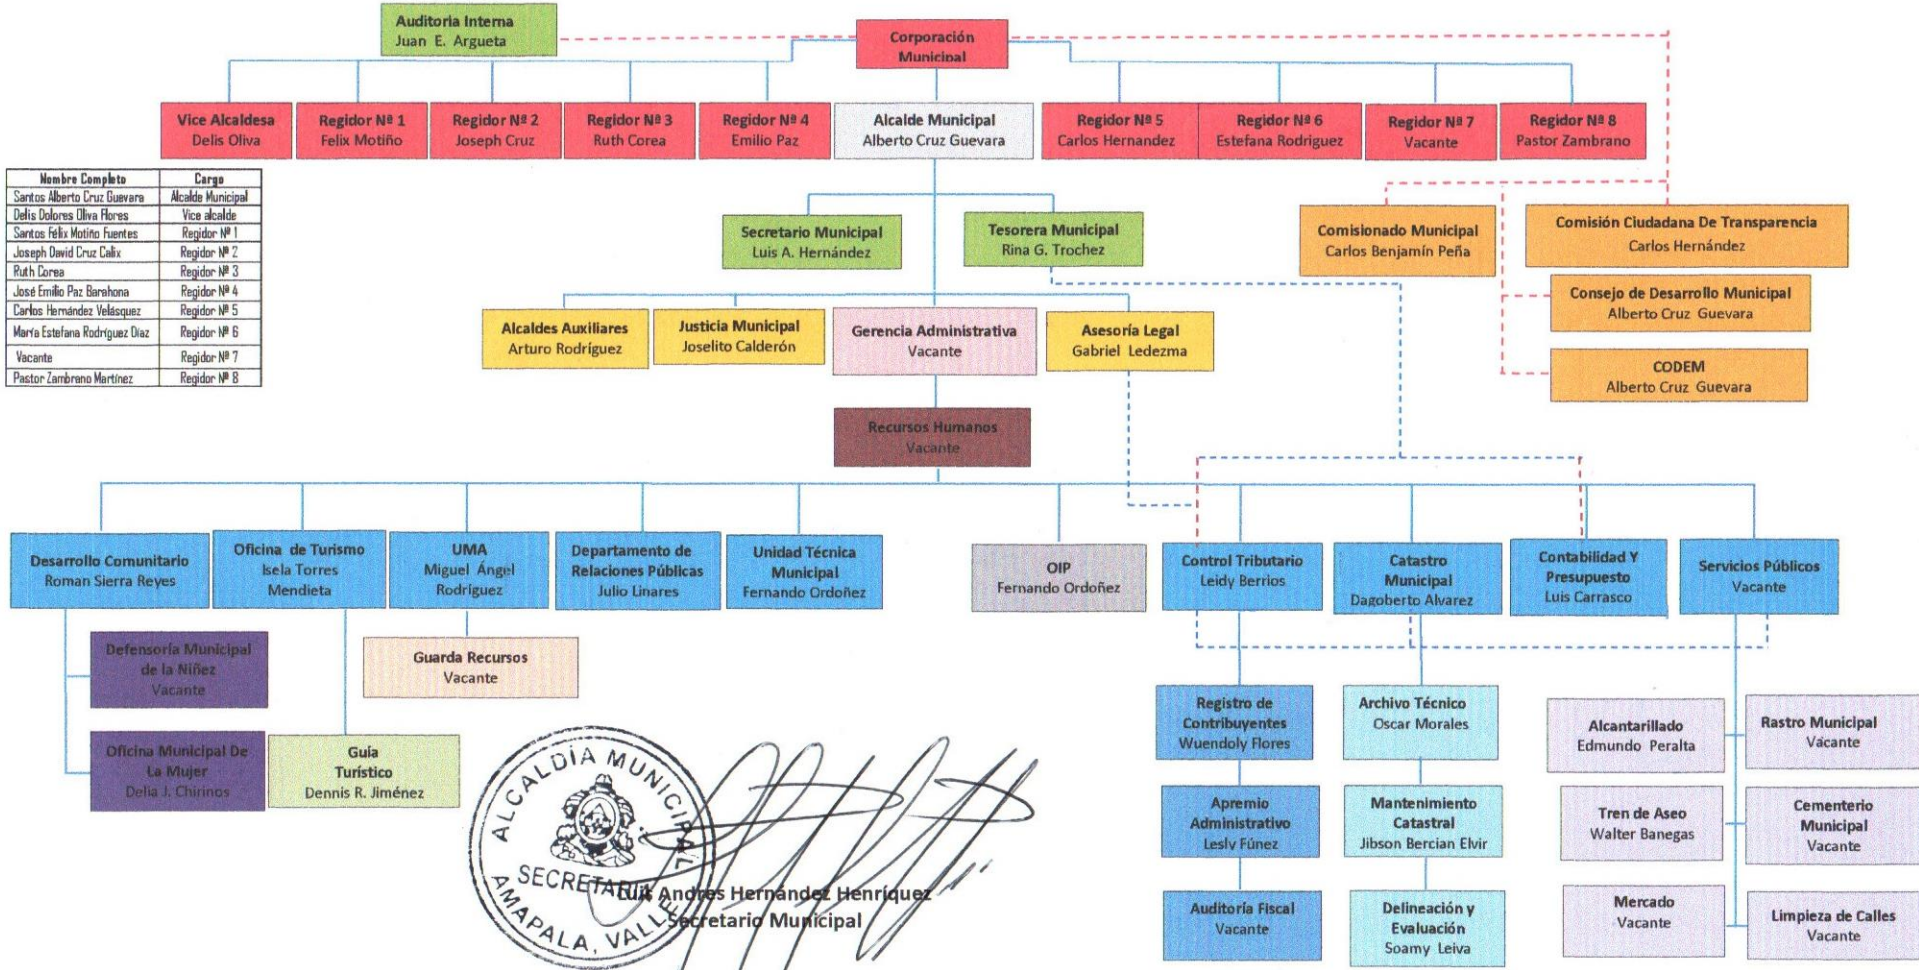 Auditoria Interna
Juan E. Argueta
Corporación
Municipal
Vice Alcaldesa
Delis Oliva
Regidor Nº 1
Felix Motiño
Regidor Nº 2
Joseph Cruz
Regidor Nº 3
Ruth Corea
Regidor Nº 4
Emilio Paz
Alcalde Municipal
Alberto Cruz Guevara
Regidor Nº 5
Carlos Hernandez
Regidor Nº 6
Estefana Rodriguez
Regidor Nº 7
Vacante
Regidor Nº 8
Pastor Zambrano
Nombre Completo Cargo
Santos Alberto Cruz Guevara Alcalde Municipal
Delis Dolores Oliva Flores Vice alcalde
Santos Félix Motiño Fuentes Regidor Nº 1
Joseph David Cruz Calix Regidor Nº 2
Ruth Corea Regidor Nº 3
José Emilio Paz Barahona Regidor Nº 4
Carlos Hernández Velásquez Regidor Nº 5
María Estefana Rodríguez Díaz Regidor Nº 6
Vacante Regidor Nº 7
Pastor Zambrano Martínez Regidor Nº 8
Secretario Municipal
Luis A. Hernández
Tesorera Municipal
Rina G. Trochez
Comisionado Municipal
Carlos Benjamín Peña
Comisión Ciudadana De Transparencia
Carlos Hernández
Consejo de Desarrollo Municipal
Alberto Cruz Guevara
CODEM
Alberto Cruz Guevara
Alcaldes Auxiliares
Arturo Rodríguez
Justicia Municipal
Joselito Calderón
Gerencia Administrativa
Vacante
Asesoría Legal
Gabriel Ledezma
Recursos Humanos
Vacante
Desarrollo Comunitario
Roman Sierra Reyes
Oficina de Turismo
Isela Torres
Mendieta
UMA
Miguel Ángel
Rodríguez
Departamento de
Relaciones Públicas
Julio Linares
Unidad Técnica
Municipal
Fernando Ordoñez
OIP
Fernando Ordoñez
Control Tributario
Leidy Berrios
Catastro
Municipal
Dagoberto Alvarez
Contabilidad Y
Presupuesto
Luis Carrasco
Servicios Públicos
Vacante
Defensoría Municipal
de la Niñez
Vacante
Oficina Municipal De
La Mujer
Delia J. Chirinos
Guía
Turístico
Dennis R. Jiménez
Guarda Recursos
Vacante
Registro de
Contribuyentes
Wuendoly Flores
Apremio
Administrativo
Lesly Fúnez
Auditoría Fiscal
Vacante
Archivo Técnico
Oscar Morales
Mantenimiento
Catastral
Jibson Bercian Elvir
Delineación y
Evaluación
Soamy Leiva
Alcantarillado
Edmundo Peralta
Rastro Municipal
Vacante
Tren de Aseo
Walter Banegas
Cementerio
Municipal
Vacante
Mercado
Vacante
Limpieza de Calles
Vacante
ALCALDÍA MUNICIPAL
SECRETARIA
AMAPALA, VALLE
Luis Andres Hernández Henríquez
Secretario Municipal